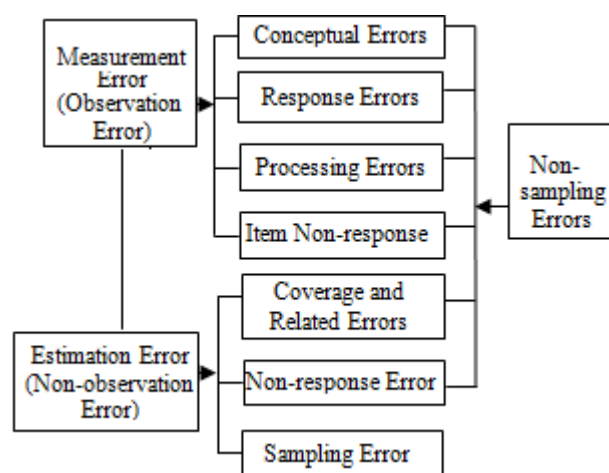 Measurement
Error
(Observation
Error)
Conceptual Errors
Response Errors
Processing Errors
Item Non-response
Non-
sampling
Errors
Estimation Error
(Non-observation
Error)
Coverage and
Related Errors
Non-response Error
Sampling Error